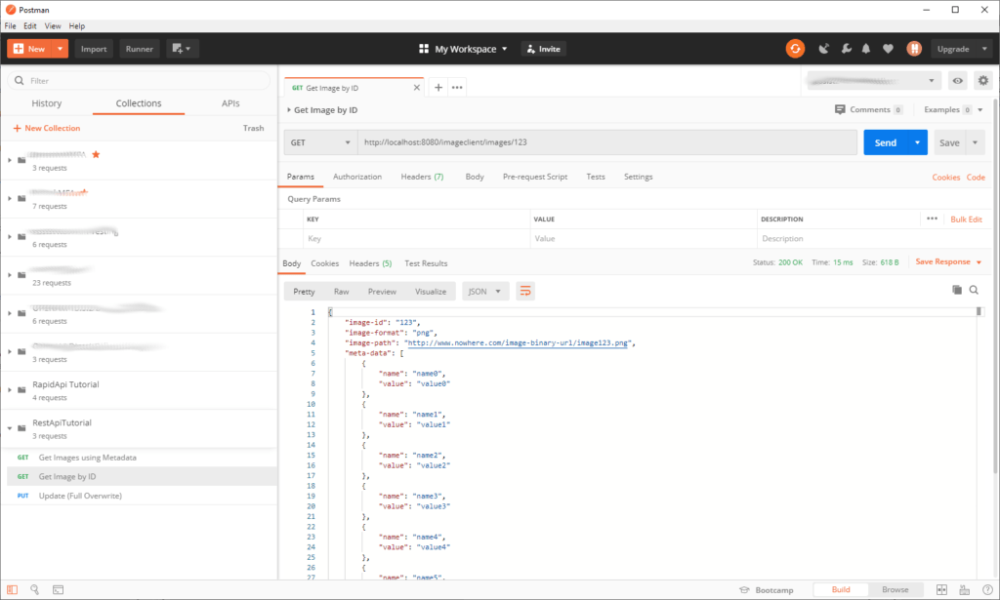 Postman
File Edit View Help
New Import Runner My Workspace Invite Upgrade
Filter
History Collections APIs
New Collection Trash
3 requests
7 requests
6 requests
23 requests
6 requests
3 requests
RapidApi Tutorial
4 requests
RestApiTutorial
3 requests
GET Get Images using Metadata
GET Get Image by ID
PUT Update (Full Overwrite)
GET Get Image by ID
Get Image by ID Comments 0 Examples 0
GET http://localhost:8080/imageclient/images/123 Send Save
Params Authorization Headers (7) Body Pre-request Script Tests Settings Cookies Code
Query Params
KEY VALUE DESCRIPTION Bulk Edit
Key Value Description
Body Cookies Headers (5) Test Results Status: 200 OK Time: 15 ms Size: 618 B Save Response
Pretty Raw Preview Visualize JSON
1 {
2 "image-id": "123",
3 "image-format": "png",
4 "image-path": "http://www.nowhere.com/image-binary-url/image123.png",
5 "meta-data": [
6 {
7 "name": "name0",
8 "value": "value0"
9 },
10 {
11 "name": "name1",
12 "value": "value1"
13 },
14 {
15 "name": "name2",
16 "value": "value2"
17 },
18 {
19 "name": "name3",
20 "value": "value3"
21 },
22 {
23 "name": "name4",
24 "value": "value4"
25 },
26 {
27 "name": "name5",
Bootcamp Build Browse